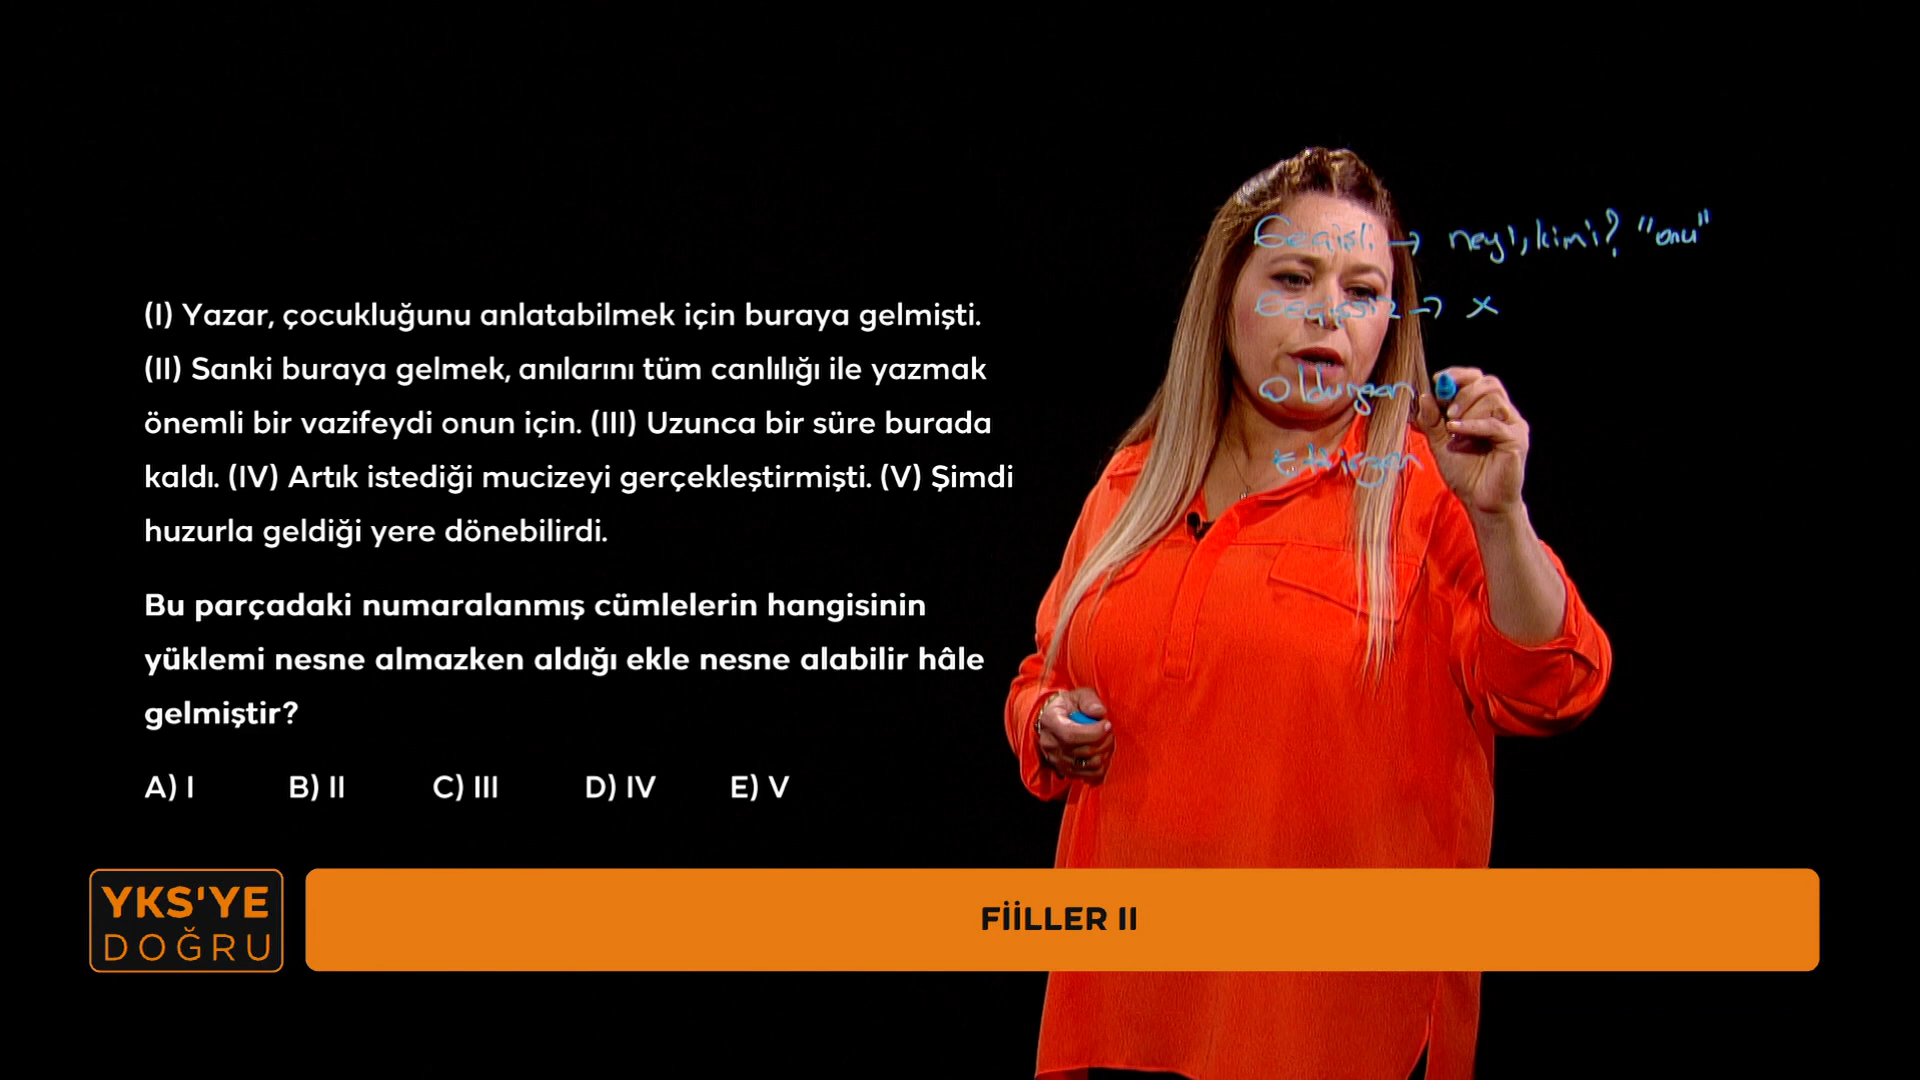 (I) Yazar, çocukluğunu anlatabilmek için buraya gelmişti.
(II) Sanki buraya gelmek, anılarını tüm canlılığı ile yazmak
önemli bir vazifeydi onun için. (III) Uzunca bir süre burada
kaldı. (IV) Artık istediği mucizeyi gerçekleştirmişti. (V) Şimdi
huzurla geldiği yere dönebilirdi.
Bu parçadaki numaralanmış cümlelerin hangisinin
yüklemi nesne almazken aldığı ekle nesne alabilir hâle
gelmiştir?
A) I B) II C) III D) IV E) V
Geçişli → neyi, kimi? "onu"
Geçişsiz → x
oldurgan
ettirgen
YKS'YE
DOĞRU
FİİLLER II